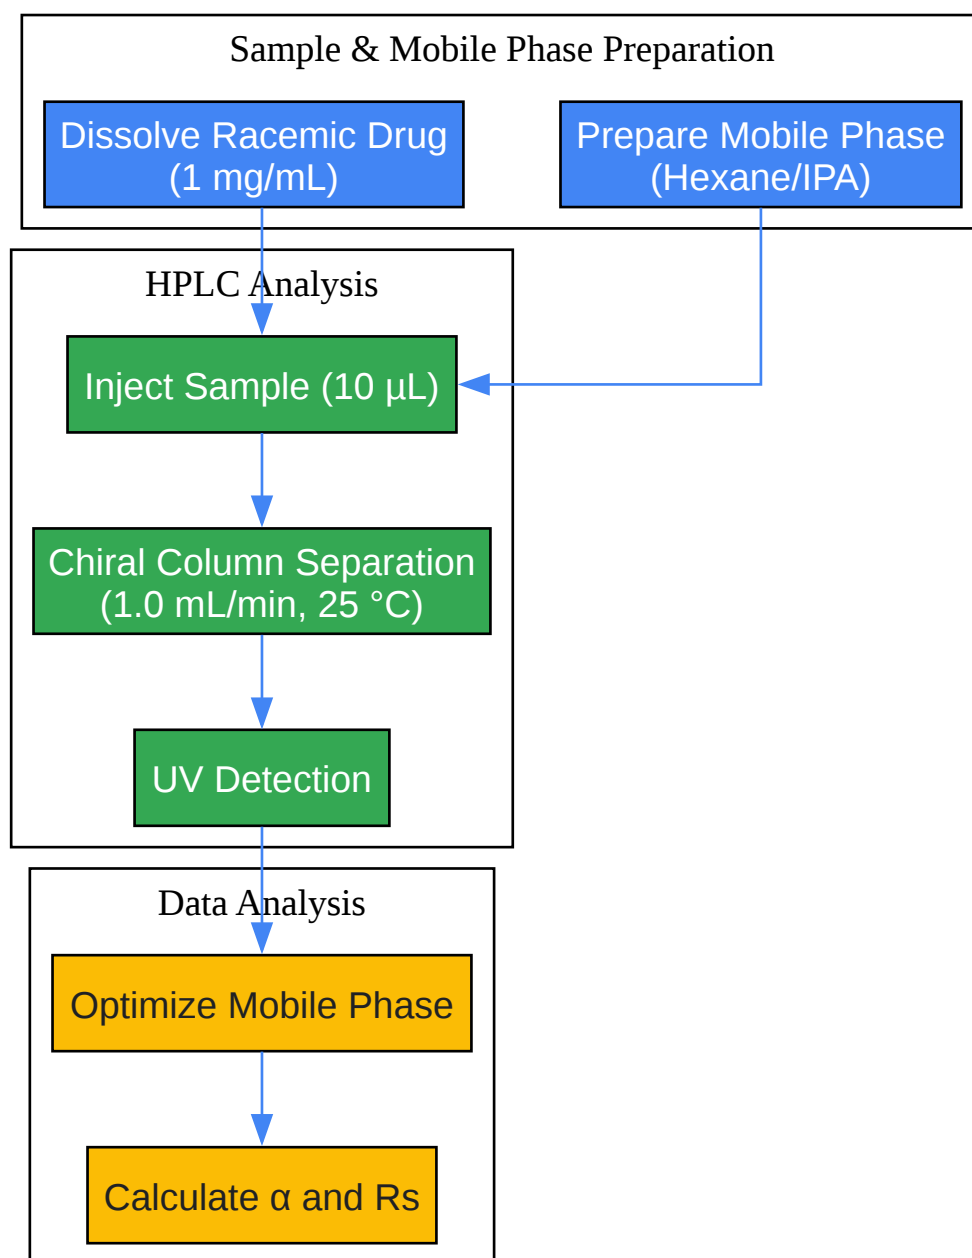 Sample & Mobile Phase Preparation
Dissolve Racemic Drug
(1 mg/mL)
Prepare Mobile Phase
(Hexane/IPA)
HPLC Analysis
Inject Sample (10 µL)
Chiral Column Separation
(1.0 mL/min, 25 °C)
UV Detection
Data Analysis
Optimize Mobile Phase
Calculate α and Rs